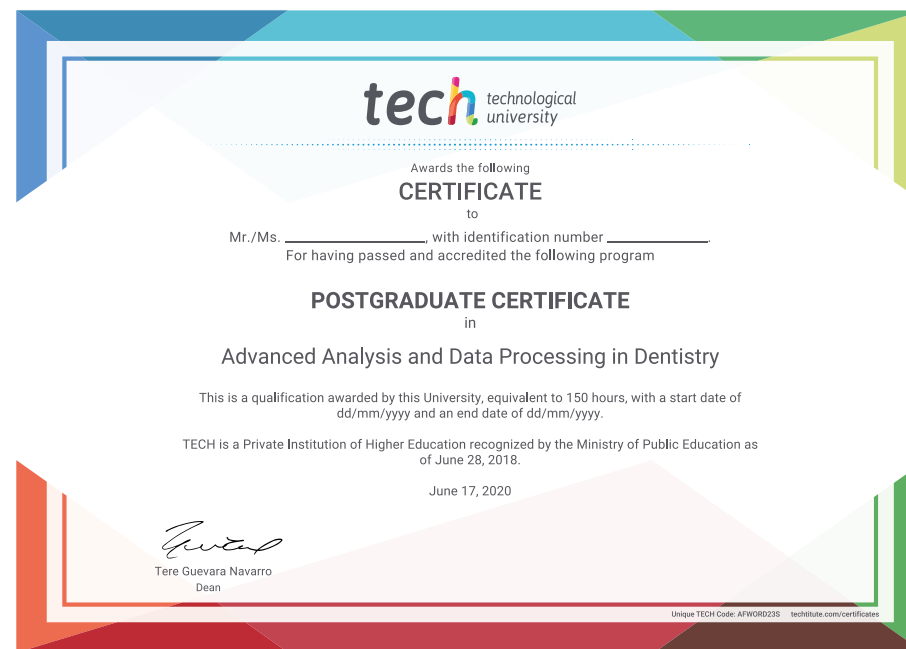 tech technological
university
Awards the following
CERTIFICATE
to
Mr./Ms. ____________________, with identification number ______________.
For having passed and accredited the following program
POSTGRADUATE CERTIFICATE
in
Advanced Analysis and Data Processing in Dentistry
This is a qualification awarded by this University, equivalent to 150 hours, with a start date of
dd/mm/yyyy and an end date of dd/mm/yyyy.
TECH is a Private Institution of Higher Education recognized by the Ministry of Public Education as
of June 28, 2018.
June 17, 2020
Tere Guevara Navarro
Dean
Unique TECH Code: AFWORD23S techtitute.com/certificates